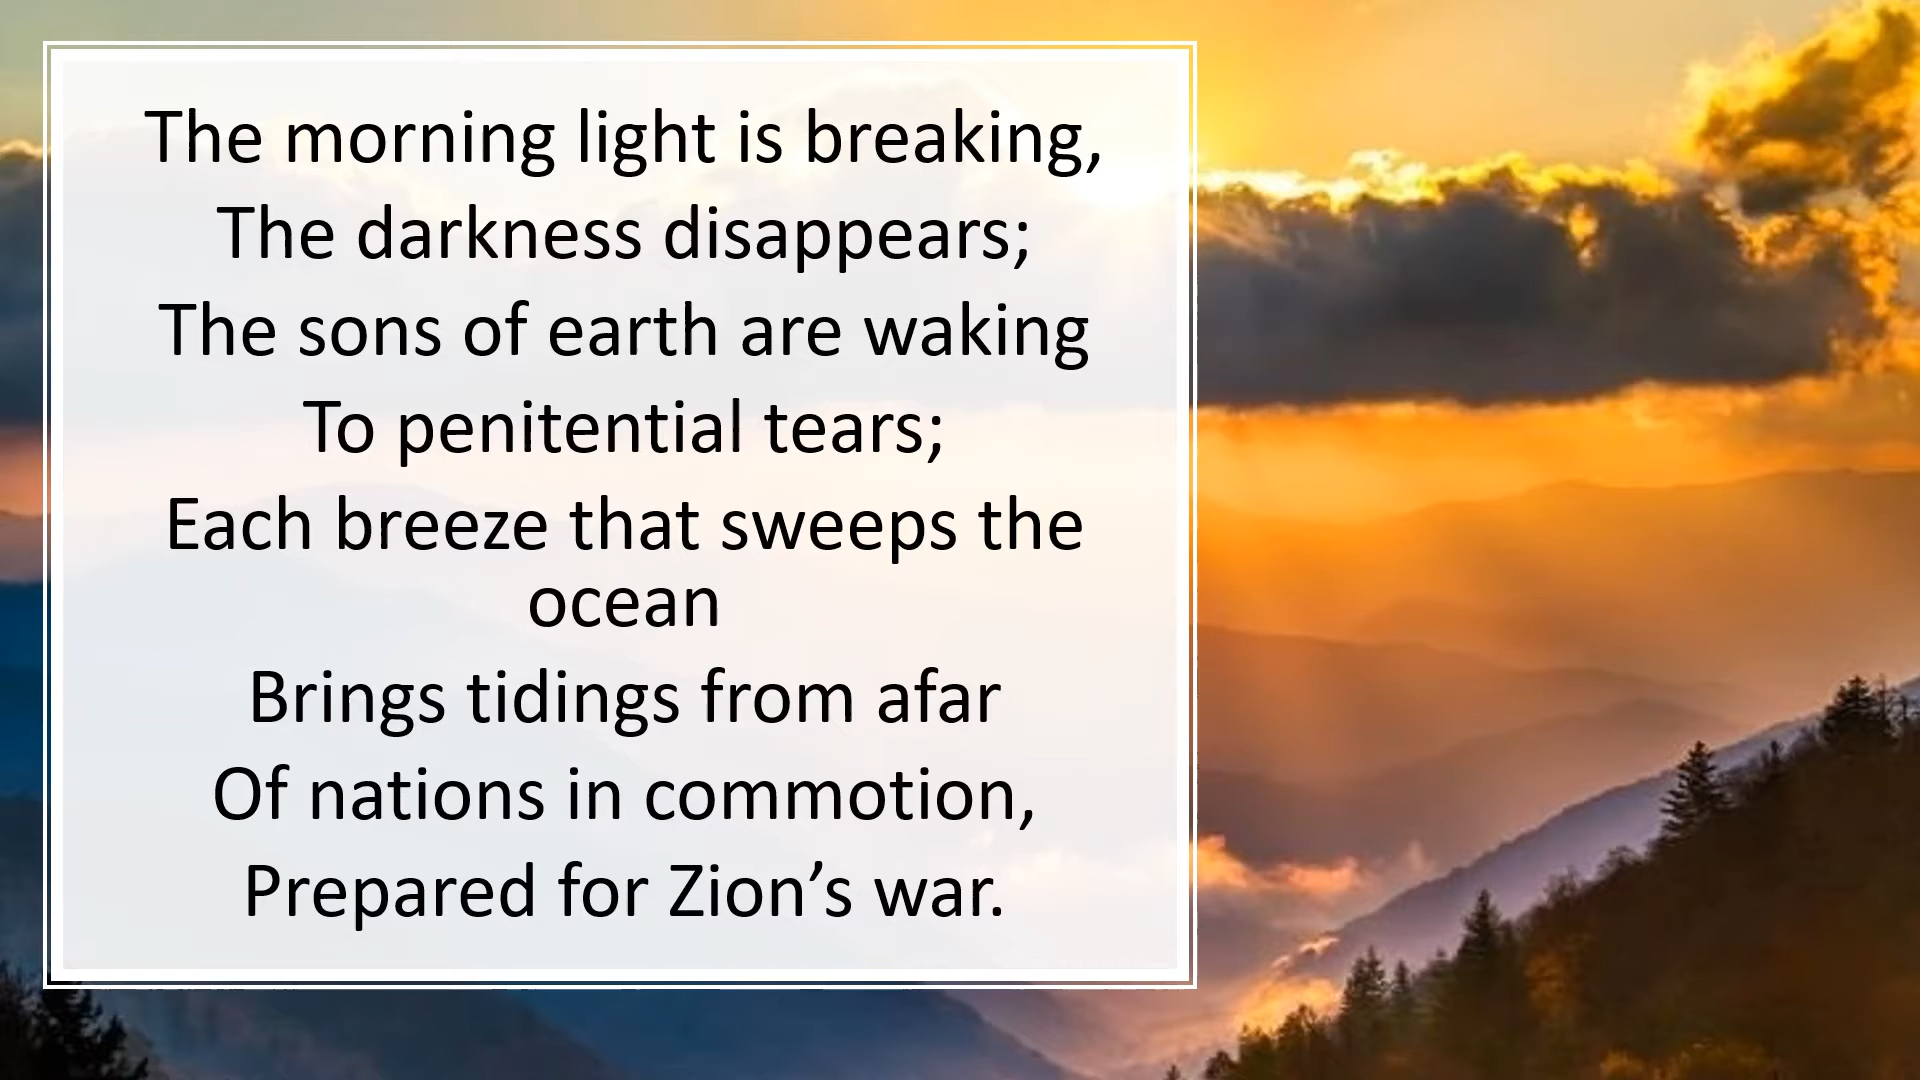 The morning light is breaking,
The darkness disappears;
The sons of earth are waking
To penitential tears;
Each breeze that sweeps the
ocean
Brings tidings from afar
Of nations in commotion,
Prepared for Zion’s war.